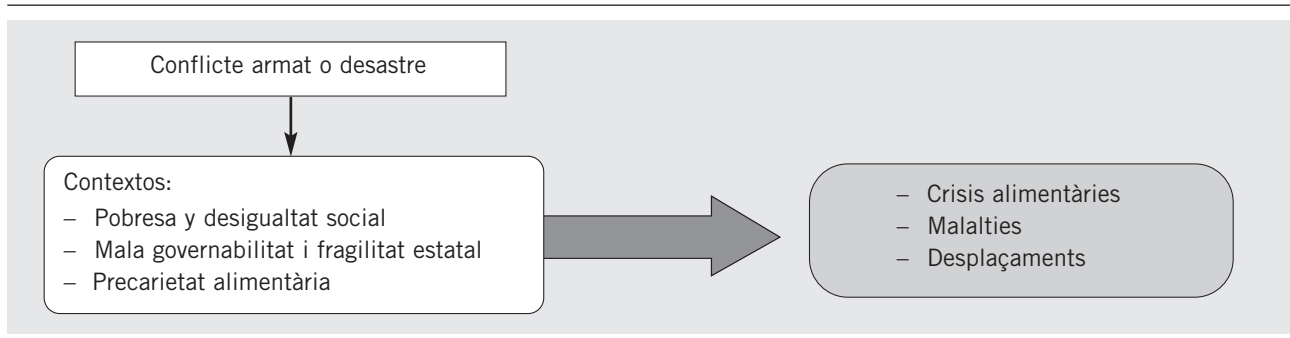 Conflicte armat o desastre
Contextos:
– Pobresa y desigualtat social
– Mala governabilitat i fragilitat estatal
– Precarietat alimentària
– Crisis alimentàries
– Malalties
– Desplaçaments